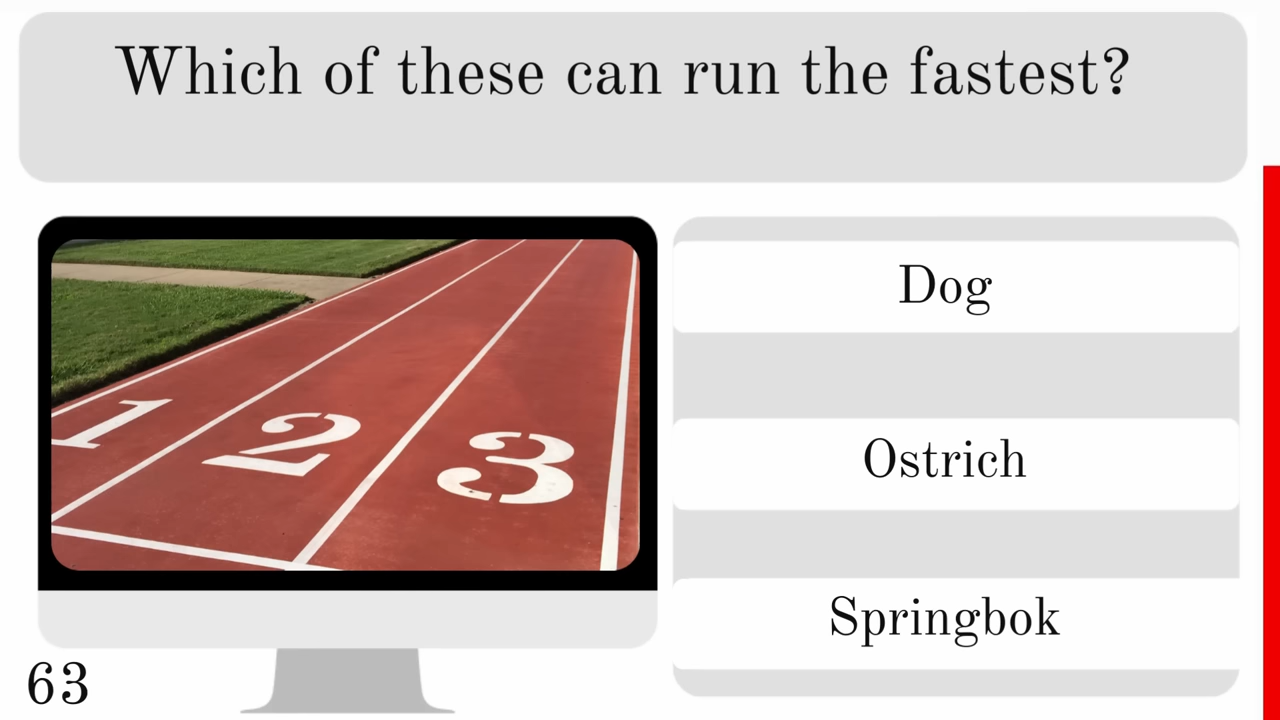 Which of these can run the fastest?
1 2 3
Dog
Ostrich
Springbok
63